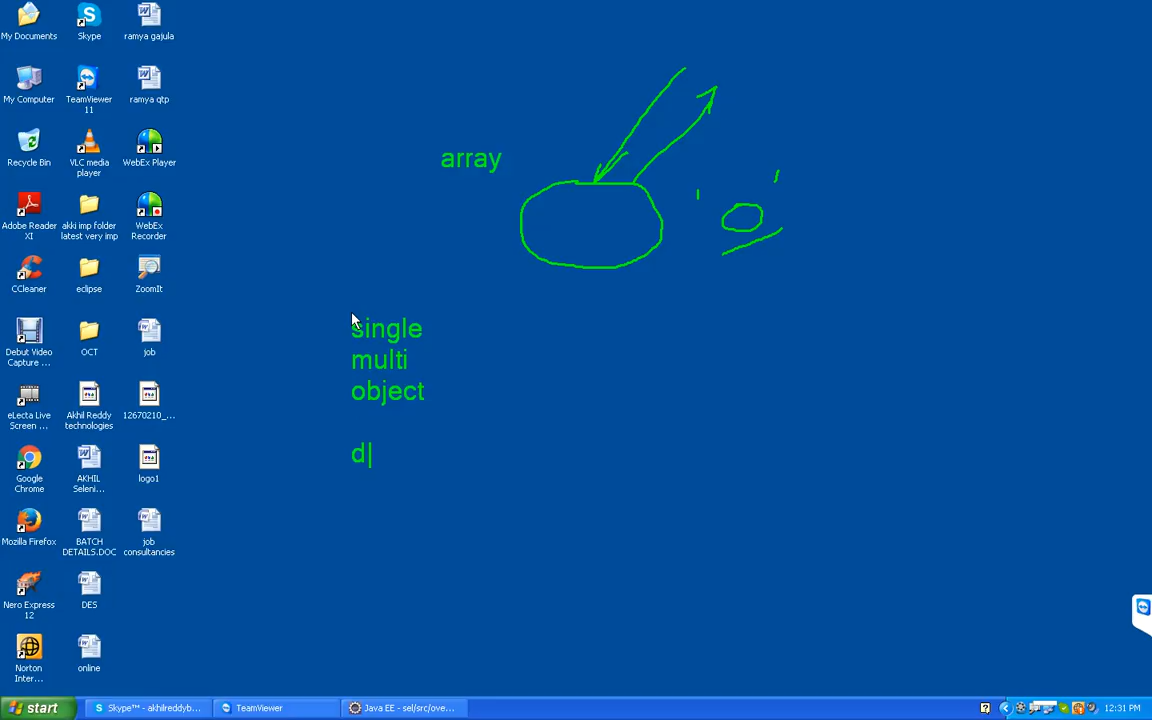 My Documents
Skype
ramya gajula
My Computer
TeamViewer
11
ramya qtp
Recycle Bin
VLC media
player
WebEx Player
Adobe Reader
XI
akki imp folder
latest very imp
WebEx
Recorder
CCleaner
eclipse
ZoomIt
Debut Video
Capture ...
OCT
job
eLecta Live
Screen ...
Akhil Reddy
technologies
12670210_...
Google
Chrome
AKHIL
Seleni...
logo1
Mozilla Firefox
BATCH
DETAILS.DOC
job
consultancies
Nero Express
12
DES
Norton
Inter...
online
array
single
multi
object
d|
start
Skype™ - akhilreddyb...
TeamViewer
Java EE - sel/src/ove...
12:31 PM